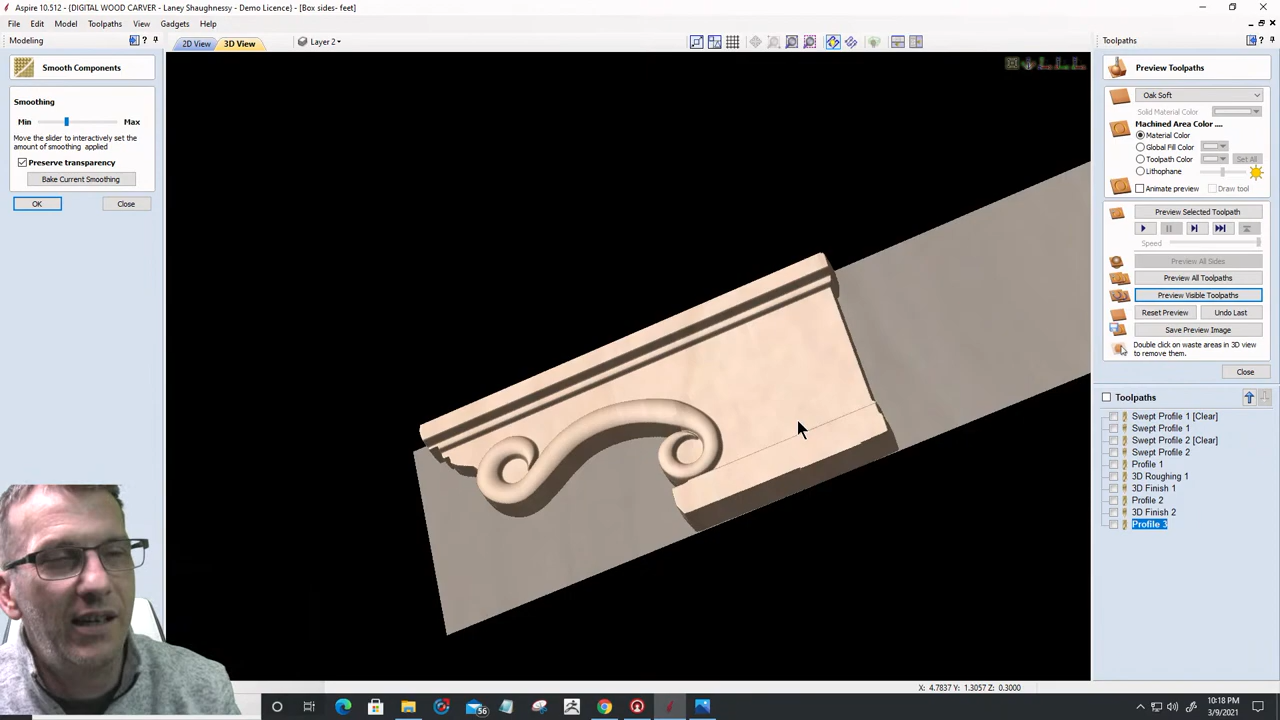 Aspire 10.512 - {DIGITAL WOOD CARVER - Laney Shaughnessy - Demo Licence} - [Box sides- feet]
File Edit Model Toolpaths View Gadgets Help
Modeling
2D View 3D View Layer 2
Toolpaths
Smooth Components
Smoothing
Min Max
Move the slider to interactively set the
amount of smoothing applied
Preserve transparency
Bake Current Smoothing
OK Close
Preview Toolpaths
Oak Soft
Solid Material Color
Machined Area Color ....
Material Color
Global Fill Color
Toolpath Color Set All
Lithophane
Animate preview Draw tool
Preview Selected Toolpath
Speed
Preview All Sides
Preview All Toolpaths
Preview Visible Toolpaths
Reset Preview Undo Last
Save Preview Image
Double click on waste areas in 3D view
to remove them.
Close
Toolpaths
Swept Profile 1 [Clear]
Swept Profile 1
Swept Profile 2 [Clear]
Swept Profile 2
Profile 1
3D Roughing 1
3D Finish 1
Profile 2
3D Finish 2
Profile 3
X: 4.7837 Y: 1.3057 Z: 0.3000
56
10:18 PM
3/9/2021